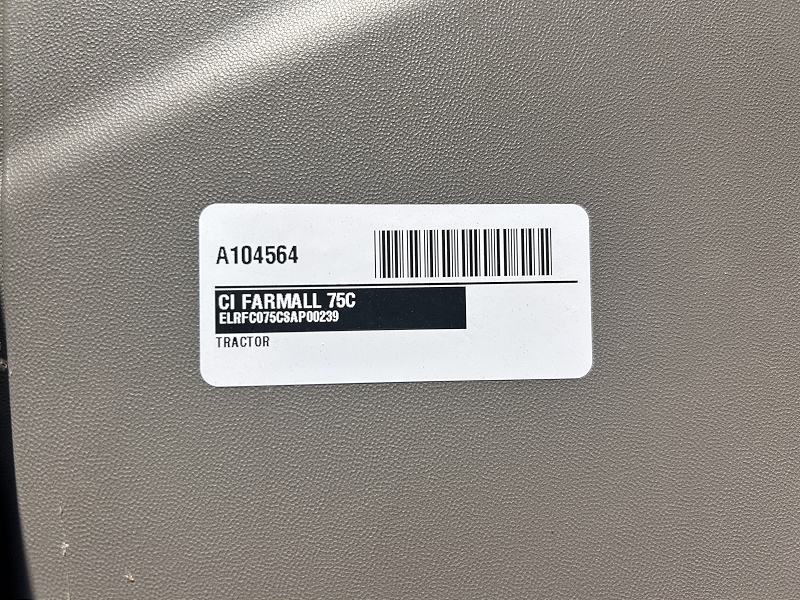 A104564
CI FARMALL 75C
ELRFC075CSAP00239
TRACTOR